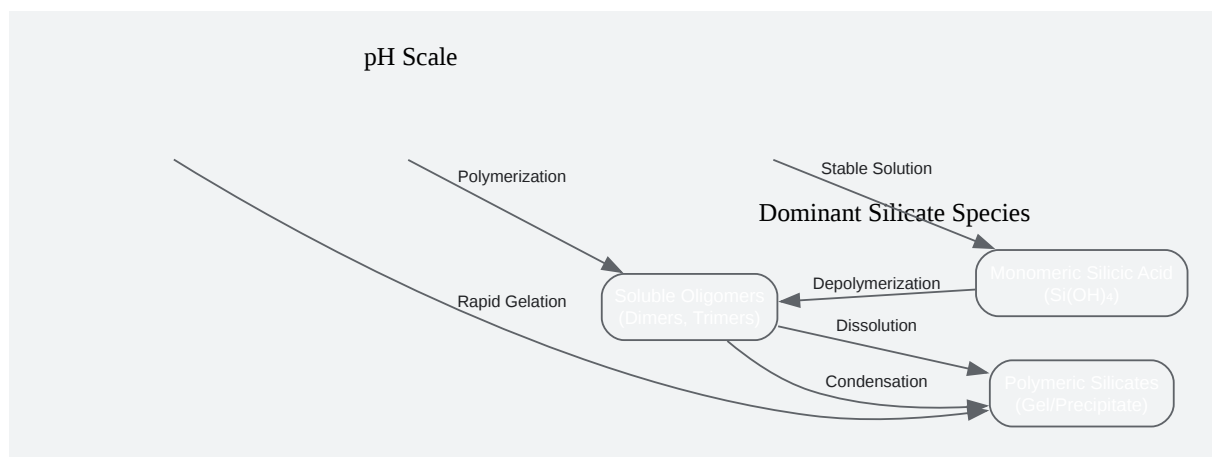 pH Scale
Polymerization
Stable Solution
Dominant Silicate Species
Monomeric Silicic Acid
(Si(OH)₄)
Depolymerization
Soluble Oligomers
(Dimers, Trimers)
Rapid Gelation
Dissolution
Condensation
Polymeric Silicates
(Gel/Precipitate)